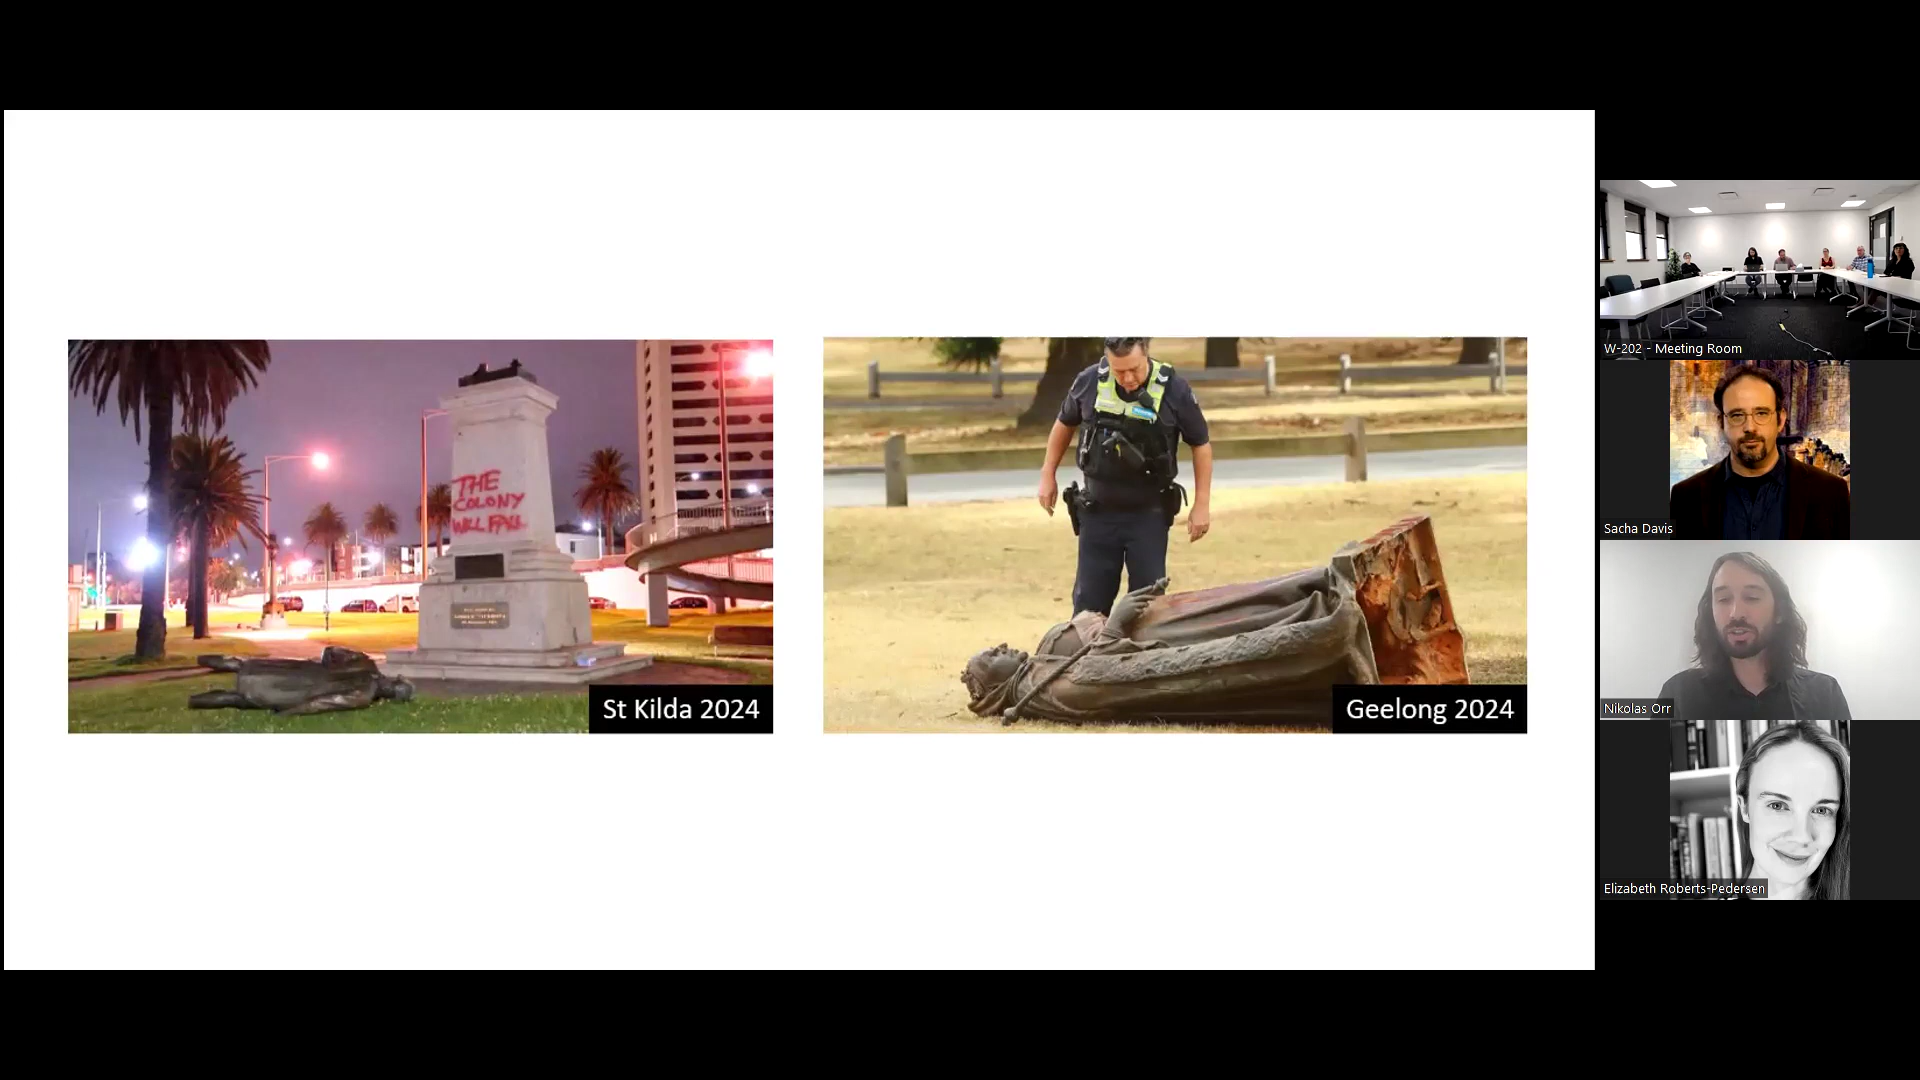 THE
COLONY
WILL FALL
St Kilda 2024
Geelong 2024
W-202 - Meeting Room
Sacha Davis
Nikolas Orr
Elizabeth Roberts-Pedersen